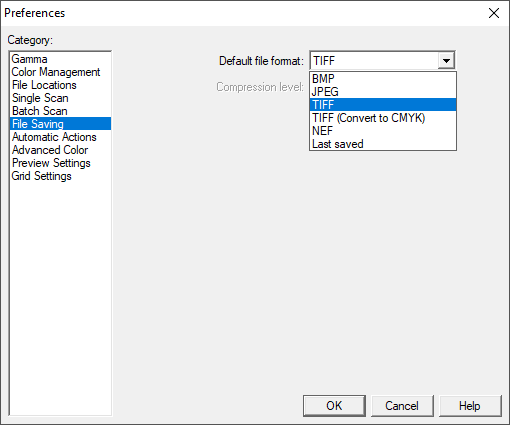 Preferences
Category:
Gamma
Color Management
File Locations
Single Scan
Batch Scan
File Saving
Automatic Actions
Advanced Color
Preview Settings
Grid Settings
Default file format: TIFF
Compression level:
BMP
JPEG
TIFF
TIFF (Convert to CMYK)
NEF
Last saved
OK Cancel Help